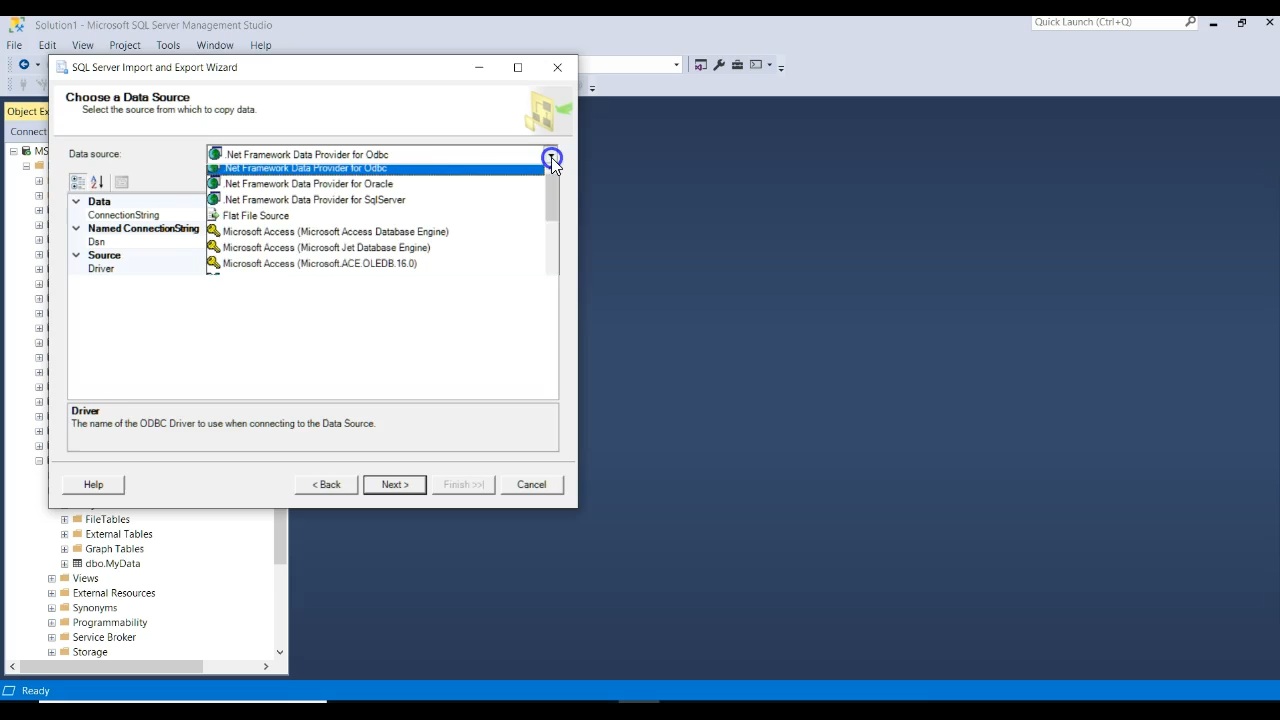 Solution1 - Microsoft SQL Server Management Studio
Quick Launch (Ctrl+Q)
File Edit View Project Tools Window Help
SQL Server Import and Export Wizard
Choose a Data Source
Select the source from which to copy data.
Object Ex
Connect
MS
Data source:
.Net Framework Data Provider for Odbc
.Net Framework Data Provider for Odbc
.Net Framework Data Provider for Oracle
.Net Framework Data Provider for SqlServer
Flat File Source
Microsoft Access (Microsoft Access Database Engine)
Microsoft Access (Microsoft Jet Database Engine)
Microsoft Access (Microsoft.ACE.OLEDB.16.0)
Data
ConnectionString
Named ConnectionString
Dsn
Source
Driver
Driver
The name of the ODBC Driver to use when connecting to the Data Source.
Help < Back Next > Finish >>| Cancel
FileTables
External Tables
Graph Tables
dbo.MyData
Views
External Resources
Synonyms
Programmability
Service Broker
Storage
Ready